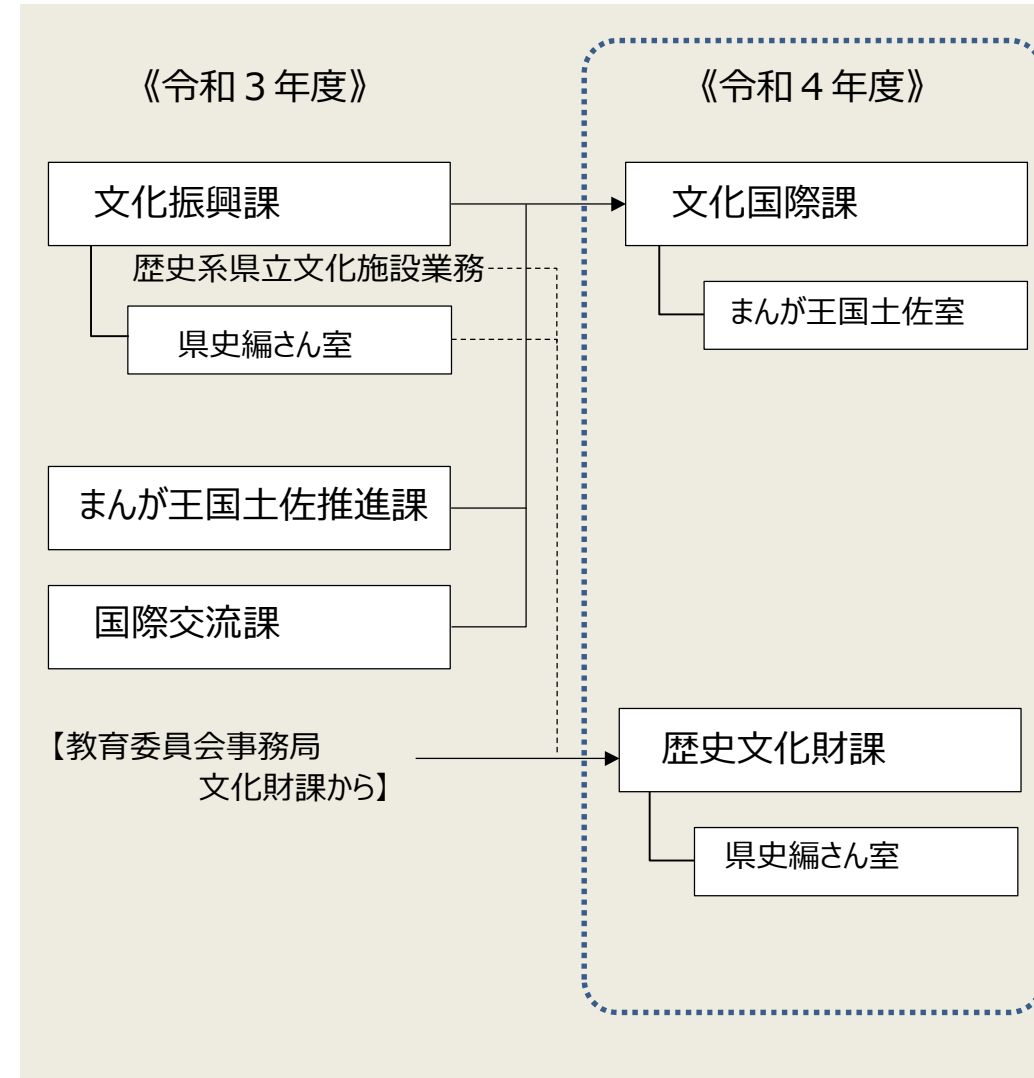 《令和３年度》
文化振興課
歴史系県立文化施設業務
県史編さん室
まんが王国土佐推進課
国際交流課
【教育委員会事務局
文化財課から】
《令和４年度》
文化国際課
まんが王国土佐室
歴史文化財課
県史編さん室